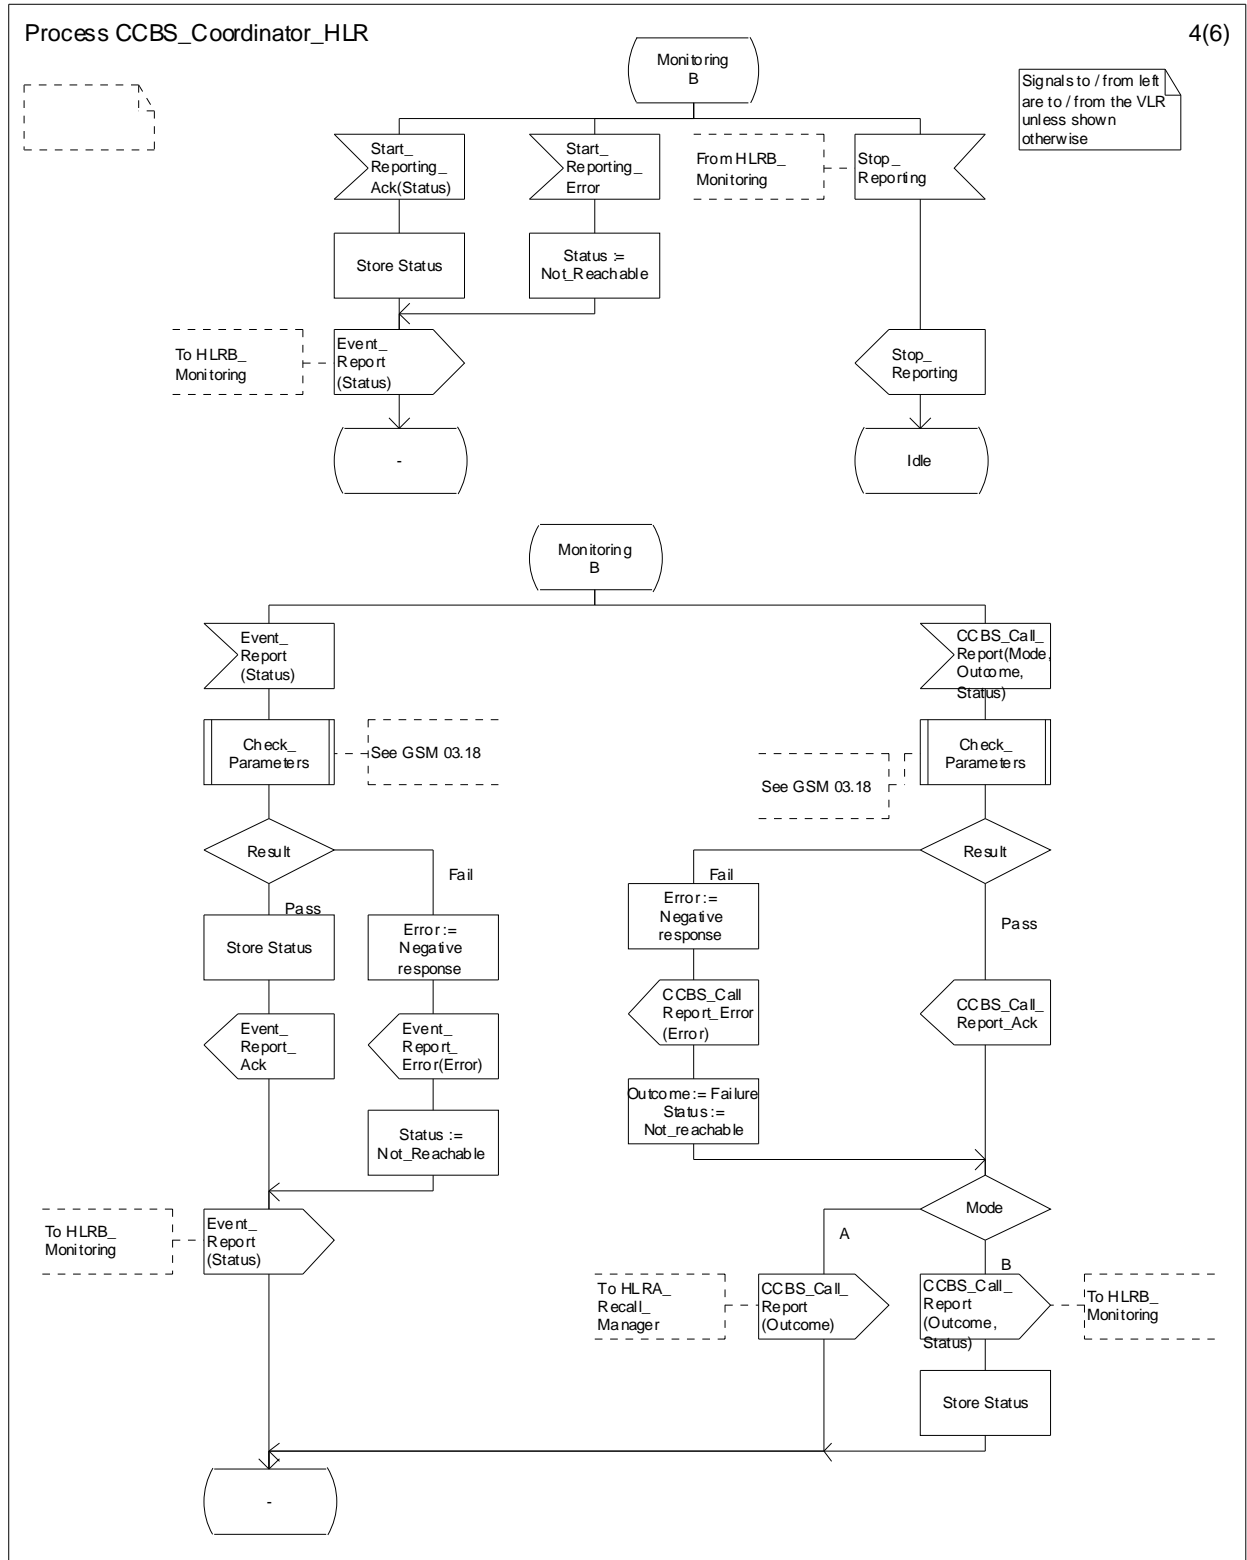 Process CCBS_Coordinator_HLR
4(6)
Monitoring
B
Signals to / from left
are to / from the VLR
unless shown
otherwise
Start_
Reporting_
Ack(Status)
Start_
Reporting_
Error
From HLRB_
Monitoring
Stop_
Reporting
Store Status
Status :=
Not_Reachable
To HLRB_
Monitoring
Event_
Report
(Status)
Stop_
Reporting
-
Idle
Monitoring
B
Event_
Report
(Status)
CCBS_Call_
Report(Mode,
Outcome,
Status)
Check_
Parameters
See GSM 03.18
See GSM 03.18
Check_
Parameters
Result
Fail
Pass
Result
Fail
Pass
Store Status
Error :=
Negative
response
Error :=
Negative
response
Event_
Report_
Ack
Event_
Report_
Error(Error)
CCBS_Call
Report_Error
(Error)
CCBS_Call_
Report_Ack
Status :=
Not_Reachable
Outcome := Failure
Status :=
Not_reachable
To HLRB_
Monitoring
Event_
Report
(Status)
Mode
A
B
To HLRA_
Recall_
Manager
CCBS_Call_
Report
(Outcome)
CCBS_Call_
Report
(Outcome,
Status)
To HLRB_
Monitoring
Store Status
-